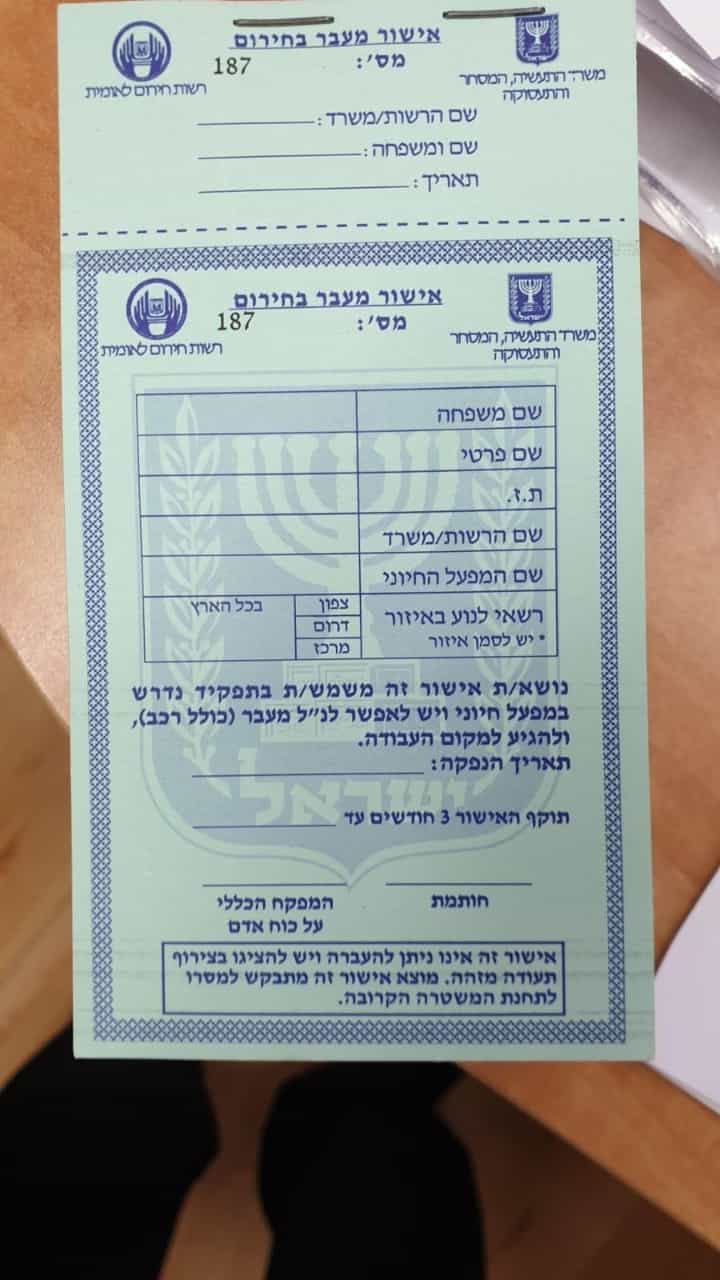 אישור מעבר בחירום
מס': 187
משרד התעשיה, המסחר
והתעסוקה
רשות חירום לאומית
שם הרשות/משרד:
שם ומשפחה:
תאריך:
אישור מעבר בחירום
מס': 187
ישראל
משרד התעשיה, המסחר
והתעסוקה
רשות חירום לאומית
שם משפחה
שם פרטי
ת.ז.
שם הרשות/משרד
שם המפעל החיוני
רשאי לנוע באיזור
* יש לסמן איזור
צפון
דרום
מרכז
בכל הארץ
נושא/ת אישור זה משמש/ת בתפקיד נדרש
במפעל חיוני ויש לאפשר לנ"ל מעבר (כולל רכב),
ולהגיע למקום העבודה.
תאריך הנפקה:
ישראל
תוקף האישור 3 חודשים עד
חותמת
המפקח הכללי
על כוח אדם
אישור זה אינו ניתן להעברה ויש להציגו בצירוף
תעודה מזהה. מוצא אישור זה מתבקש למסרו
לתחנת המשטרה הקרובה.